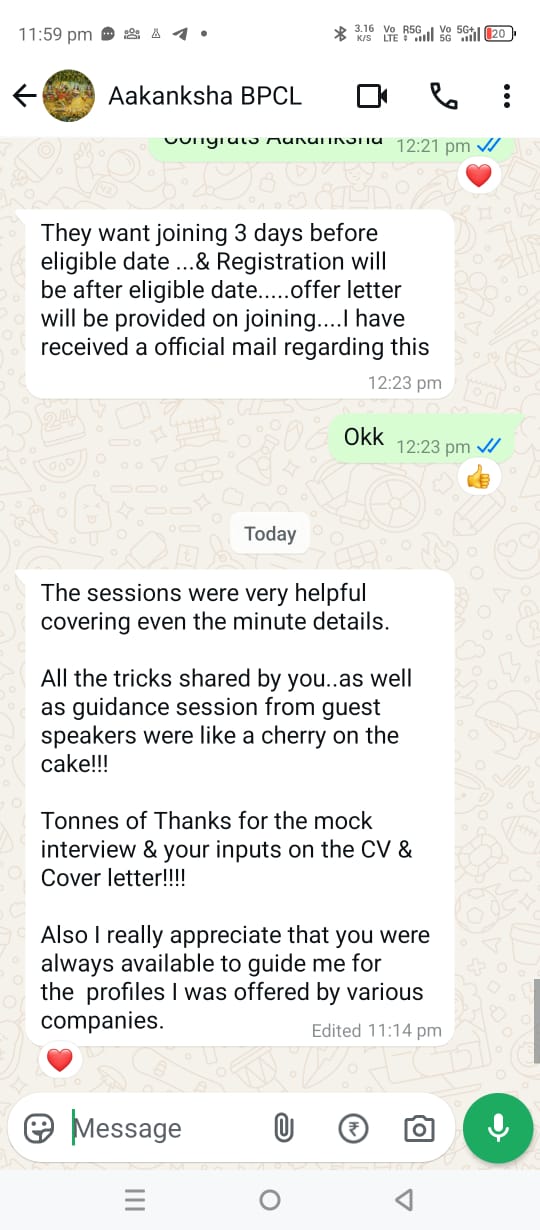 11:59 pm
3.16 K/S Vo LTE R5G Vo 5G 5G+ 20
Aakanksha BPCL
Congrats Aakanksha 12:21 pm
They want joining 3 days before
eligible date ...& Registration will
be after eligible date.....offer letter
will be provided on joining....I have
received a official mail regarding this
12:23 pm
Okk 12:23 pm
Today
The sessions were very helpful
covering even the minute details.
All the tricks shared by you..as well
as guidance session from guest
speakers were like a cherry on the
cake!!!
Tonnes of Thanks for the mock
interview & your inputs on the CV &
Cover letter!!!!
Also I really appreciate that you were
always available to guide me for
the  profiles I was offered by various
companies.
Edited 11:14 pm
Message